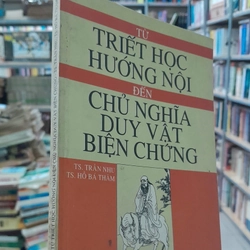 TỪ
TRIẾT HỌC
HƯỚNG NỘI
ĐẾN
CHỦ NGHĨA
DUY VẬT
BIỆN CHỨNG
TS. TRẦN NHU
TS. HỒ BÁ THÂM